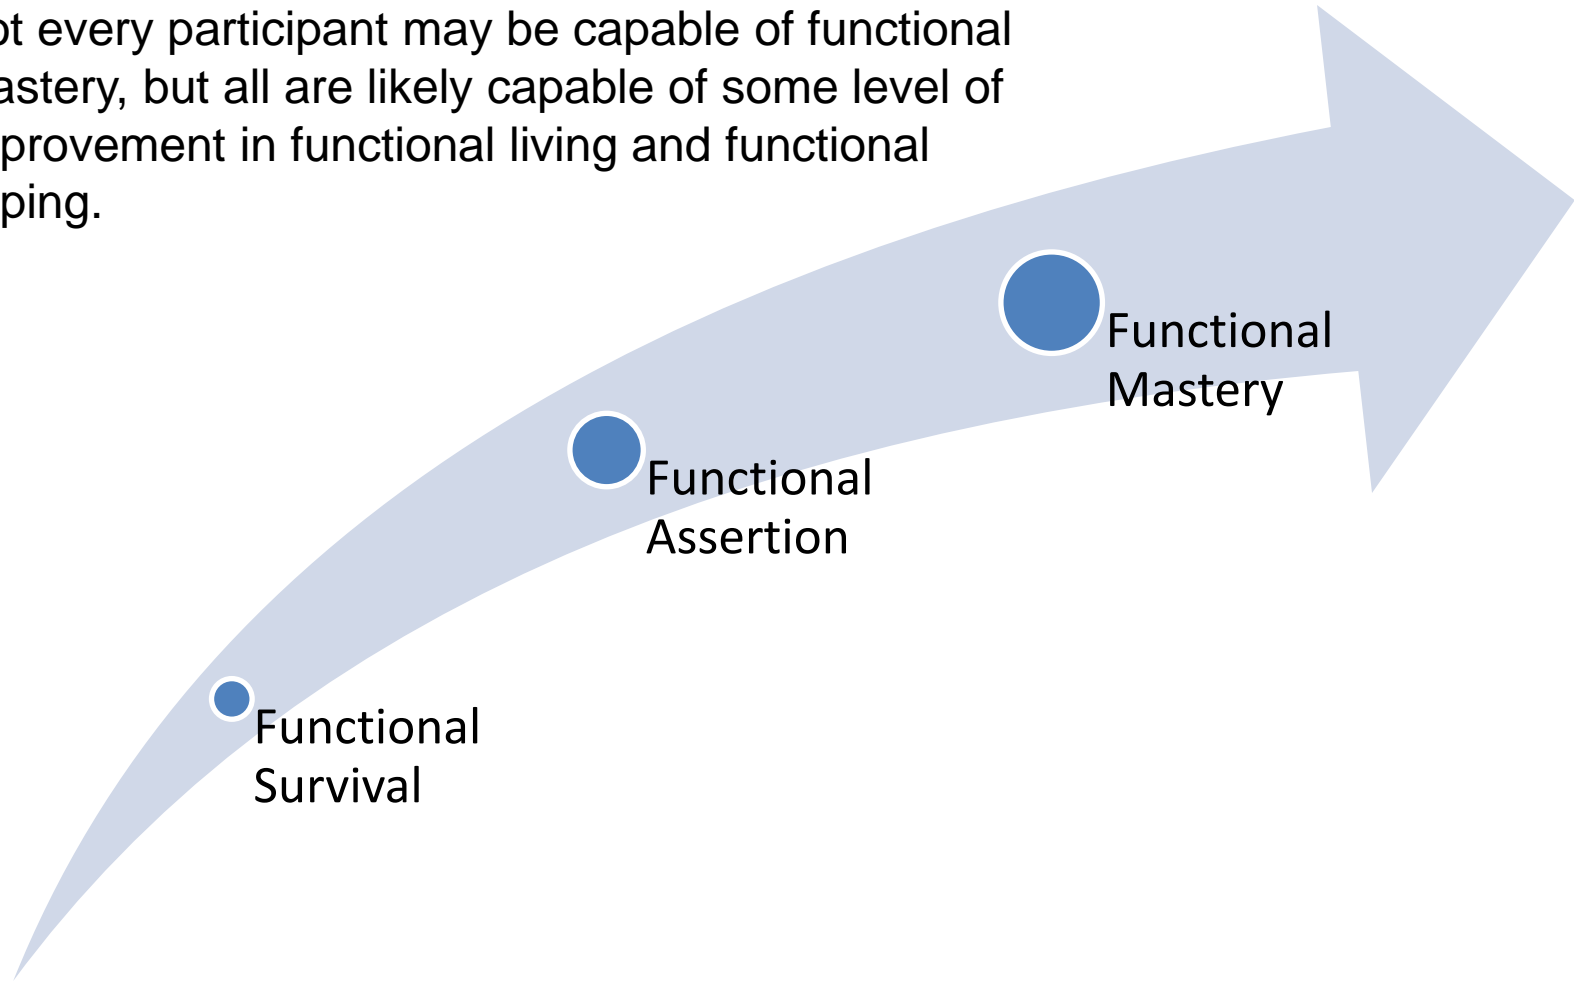 ot every participant may be capable of functional
astery, but all are likely capable of some level of
provement in functional living and functional
ping.
Functional
Mastery
Functional
Assertion
Functional
Survival